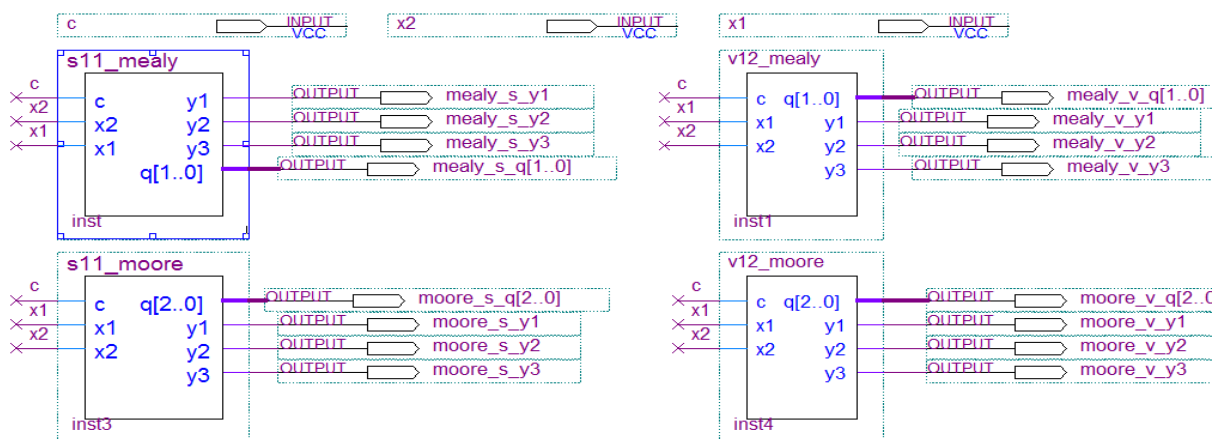 c INPUT VCC x2 INPUT VCC x1 INPUT VCC
s11_mealy
c c y1 OUTPUT mealy_s_y1
x2 x2 y2 OUTPUT mealy_s_y2
x1 x1 y3 OUTPUT mealy_s_y3
q[1..0] OUTPUT mealy_s_q[1..0]
inst
v12_mealy
c c q[1..0] OUTPUT mealy_v_q[1..0]
x1 x1 y1 OUTPUT mealy_v_y1
x2 x2 y2 OUTPUT mealy_v_y2
y3 OUTPUT mealy_v_y3
inst1
s11_moore
c c q[2..0] OUTPUT moore_s_q[2..0]
x1 x1 y1 OUTPUT moore_s_y1
x2 x2 y2 OUTPUT moore_s_y2
y3 OUTPUT moore_s_y3
inst3
v12_moore
c c q[2..0] OUTPUT moore_v_q[2..0
x1 x1 y1 OUTPUT moore_v_y1
x2 x2 y2 OUTPUT moore_v_y2
y3 OUTPUT moore_v_y3
inst4